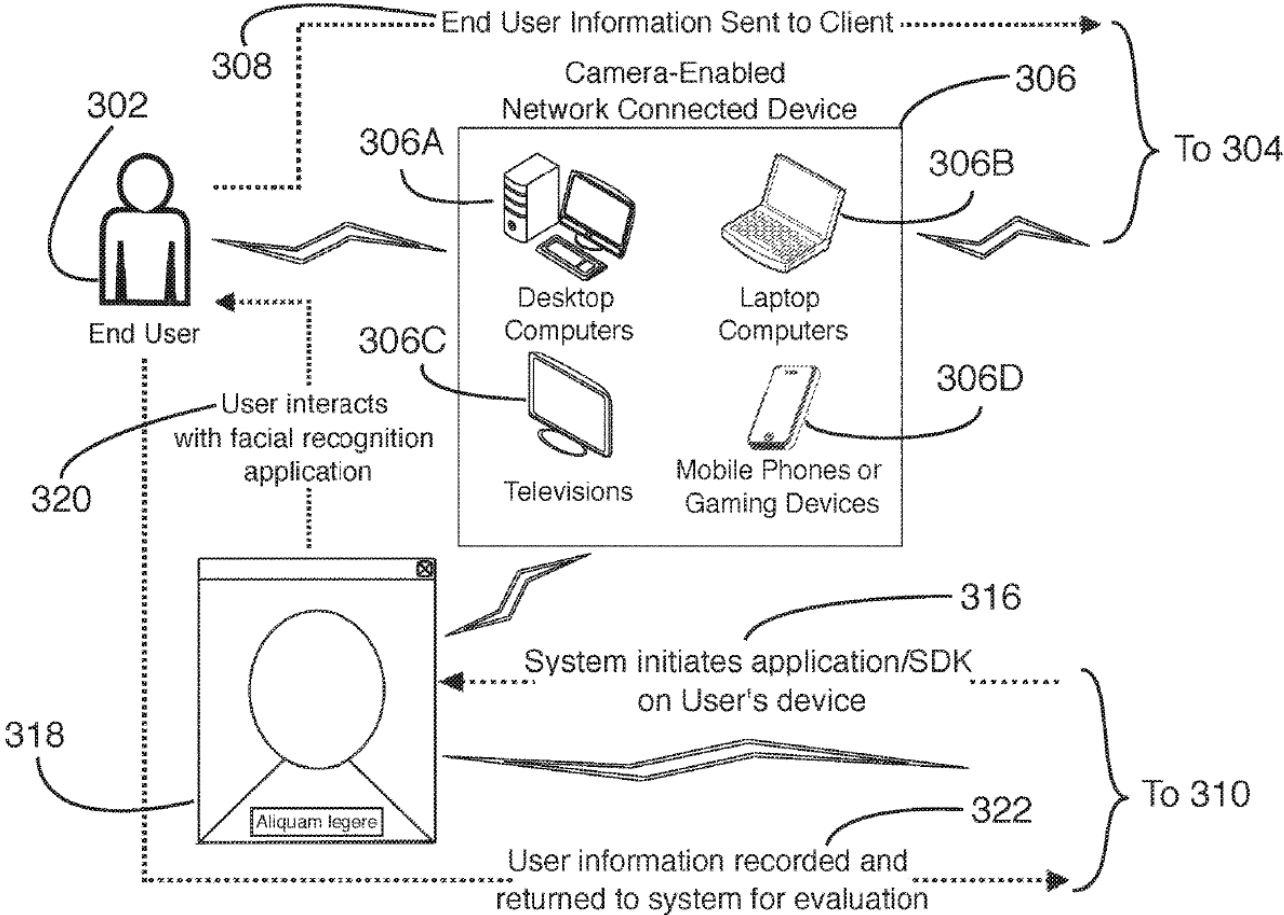 End User Information Sent to Client
308
Camera-Enabled
Network Connected Device
306
302
306A
306B
To 304
End User
Desktop
Computers
Laptop
Computers
306C
306D
User interacts
with facial recognition
application
320
Televisions
Mobile Phones or
Gaming Devices
316
System initiates application/SDK
on User's device
318
Aliquam legere
To 310
322
User information recorded and
returned to system for evaluation